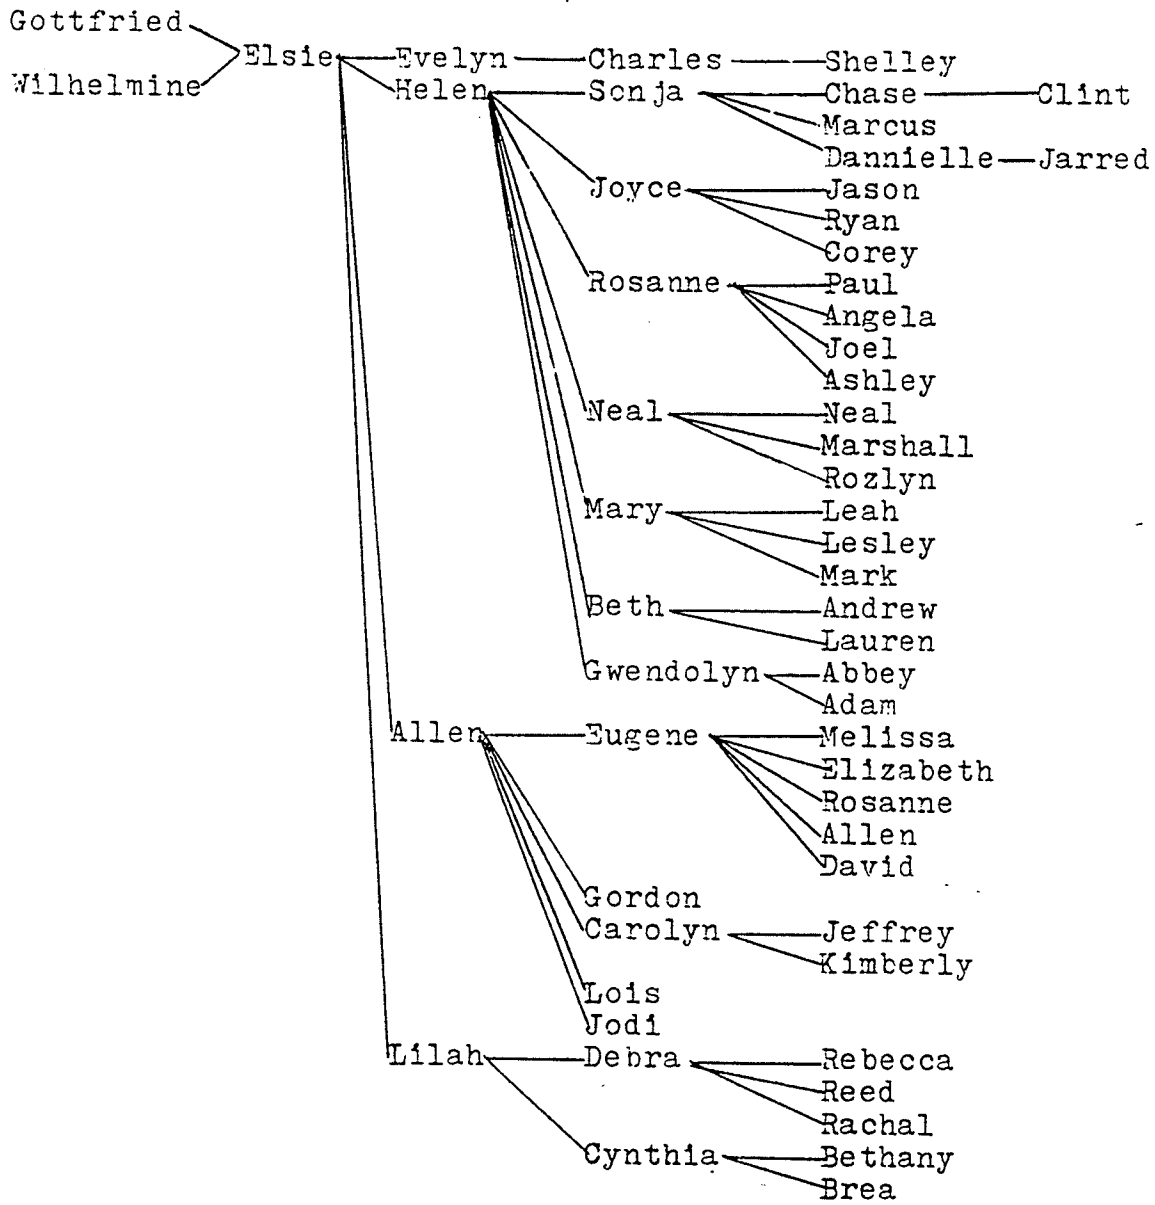 Gottfried
Elsie Evelyn Charles Shelley
Wilhelmine Helen Sonja Chase Clint
Marcus
Dannielle Jarred
Joyce Jason
Ryan
Corey
Rosanne Paul
Angela
Joel
Ashley
Neal Neal
Marshall
Rozlyn
Mary Leah
Lesley
Mark
Beth Andrew
Lauren
Gwendolyn Abbey
Adam
Allen Eugene Melissa
Elizabeth
Rosanne
Allen
David
Gordon
Carolyn Jeffrey
Kimberly
Lois
Jodi
Lilah Debra Rebecca
Reed
Rachal
Cynthia Bethany
Brea